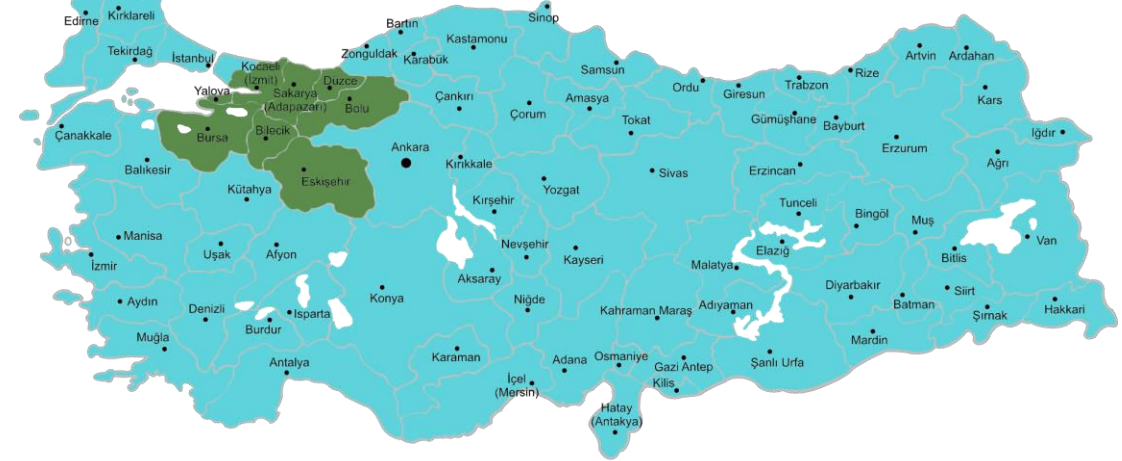 Edirne
Kırklareli
Tekirdağ
İstanbul
Kocaeli
(İzmit)
Yalova
Sakarya
(Adapazarı)
Düzce
Bolu
Bartın
Zonguldak
Karabük
Kastamonu
Sinop
Samsun
Çankırı
Çorum
Amasya
Tokat
Ordu
Giresun
Trabzon
Rize
Artvin
Ardahan
Kars
Gümüşhane
Bayburt
Erzurum
Iğdır
Ağrı
Çanakkale
Bursa
Bilecik
Balıkesir
Eskişehir
Kütahya
Ankara
Kırıkkale
Kırşehir
Yozgat
Sivas
Erzincan
Tunceli
Bingöl
Muş
Van
Bitlis
Elazığ
Malatya
Manisa
İzmir
Uşak
Afyon
Nevşehir
Kayseri
Aksaray
Niğde
Konya
Aydın
Denizli
Burdur
Isparta
Muğla
Antalya
Karaman
İçel
(Mersin)
Adana
Osmaniye
Kahraman Maraş
Adıyaman
Gazi Antep
Kilis
Hatay
(Antakya)
Şanlı Urfa
Diyarbakır
Batman
Siirt
Şırnak
Hakkari
Mardin